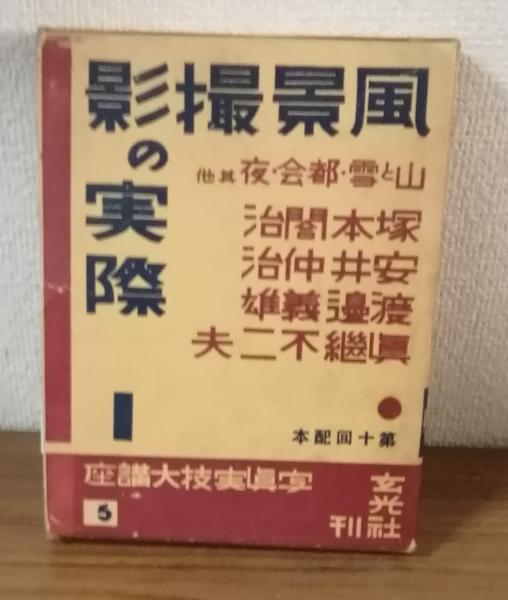 風景撮影の実際
山と雪・都会・夜 其他
塚本閤治
安井仲治
渡邊義雄
眞繼不二夫
第十回配本
写眞実技大講座
5
玄光社刊